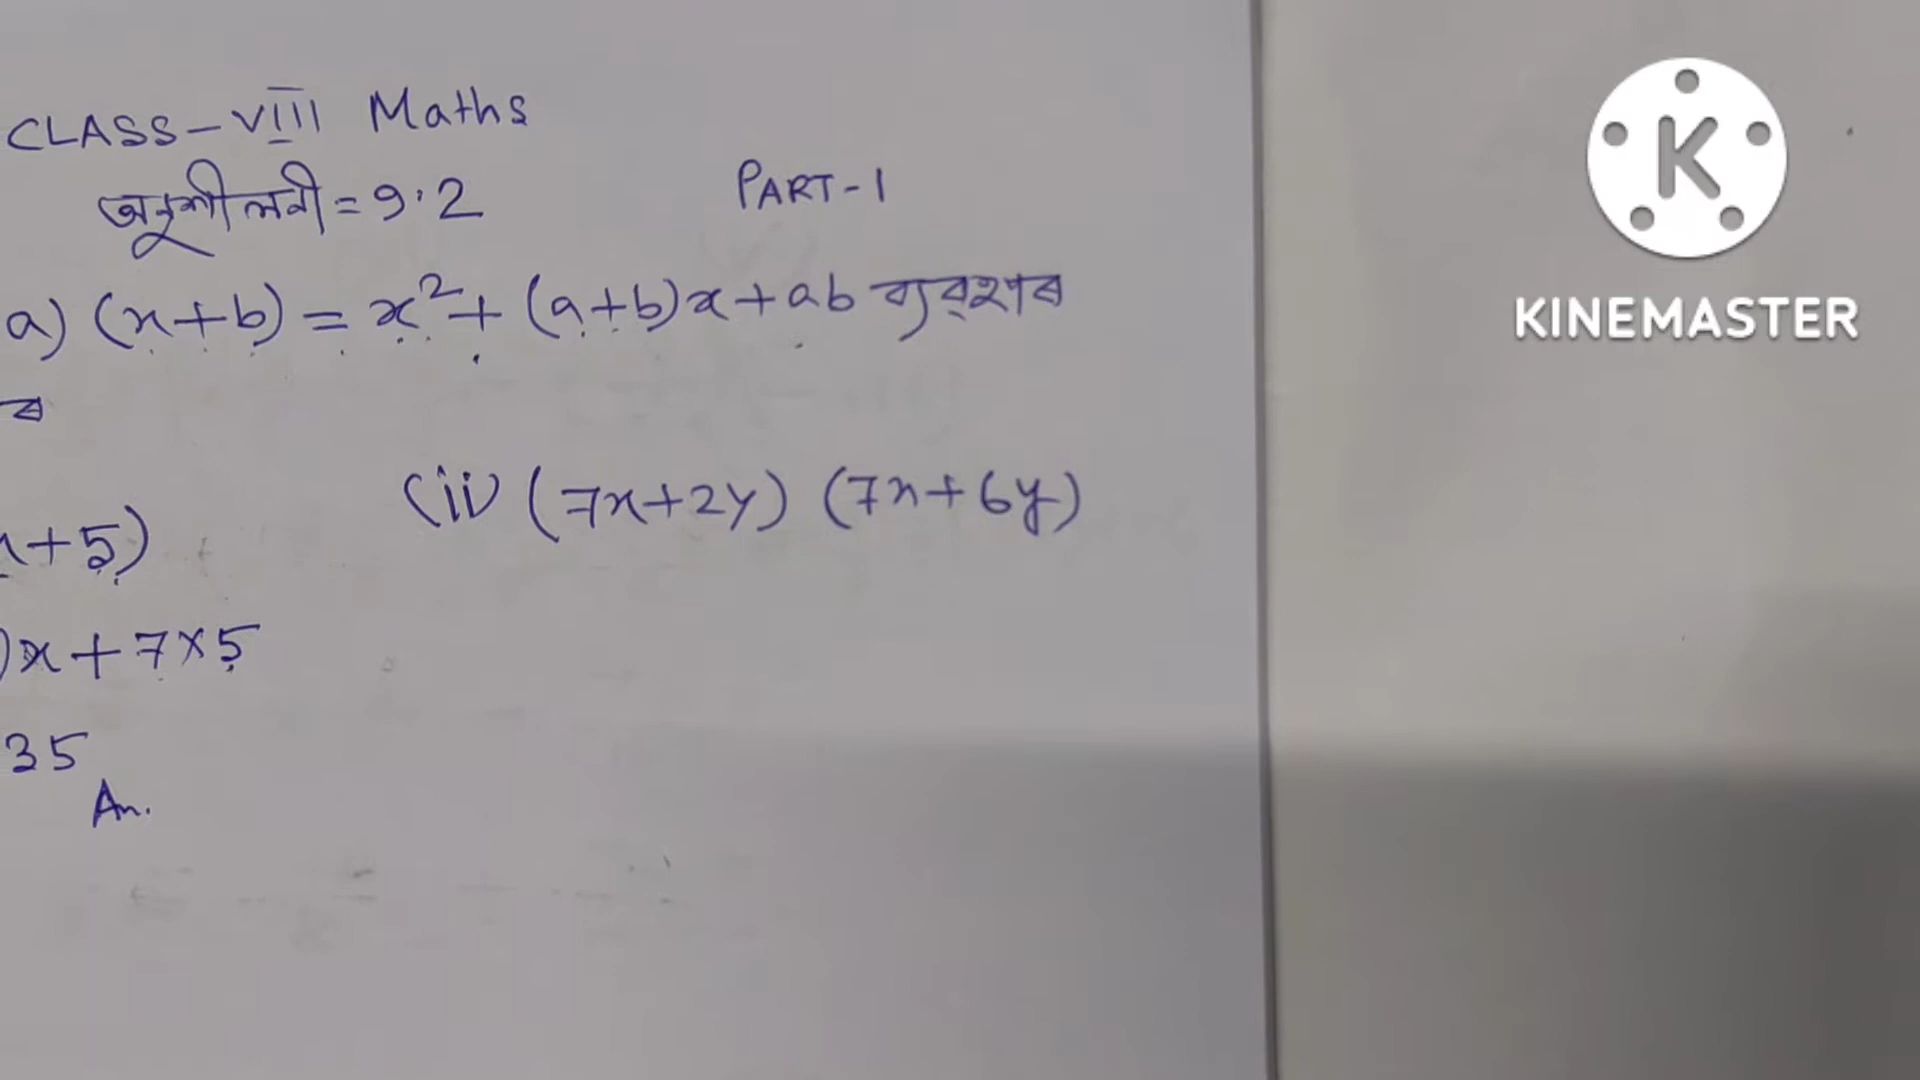 CLASS-VIII Maths
অনুশীলনী = 9.2
PART-1
a) (x+b) = x²+ (a+b)x+ab ব্যৱহাৰ
ৰ
(ii) (7x+2y) (7x+6y)
x+5)
)x + 7×5
35
An.
K
KINEMASTER